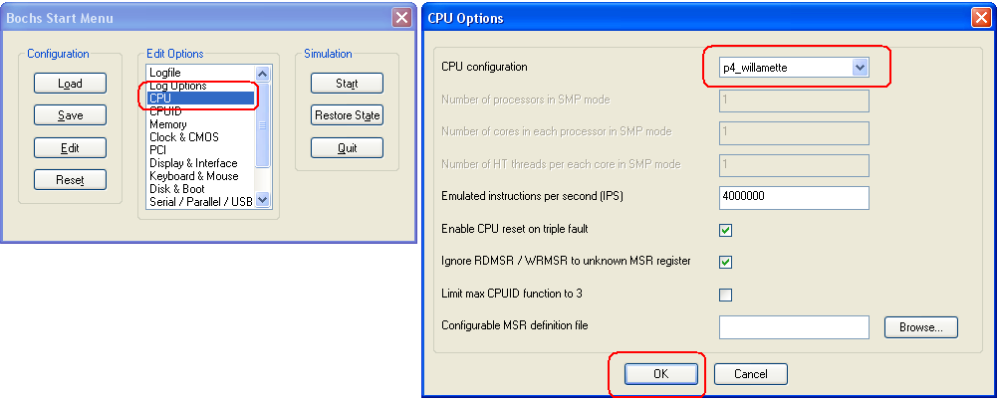 Bochs Start Menu
Configuration
Load
Save
Edit
Reset
Edit Options
Logfile
Log Options
CPU
CPUID
Memory
Clock & CMOS
PCI
Display & Interface
Keyboard & Mouse
Disk & Boot
Serial / Parallel / USB
Simulation
Start
Restore State
Quit
CPU Options
CPU configuration p4_willamette
Number of processors in SMP mode 1
Number of cores in each processor in SMP mode 1
Number of HT threads per each core in SMP mode 1
Emulated instructions per second (IPS) 4000000
Enable CPU reset on triple fault
Ignore RDMSR / WRMSR to unknown MSR register
Limit max CPUID function to 3
Configurable MSR definition file Browse...
OK Cancel